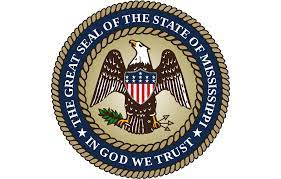 THE GREAT SEAL OF THE STATE OF MISSISSIPPI
IN GOD WE TRUST